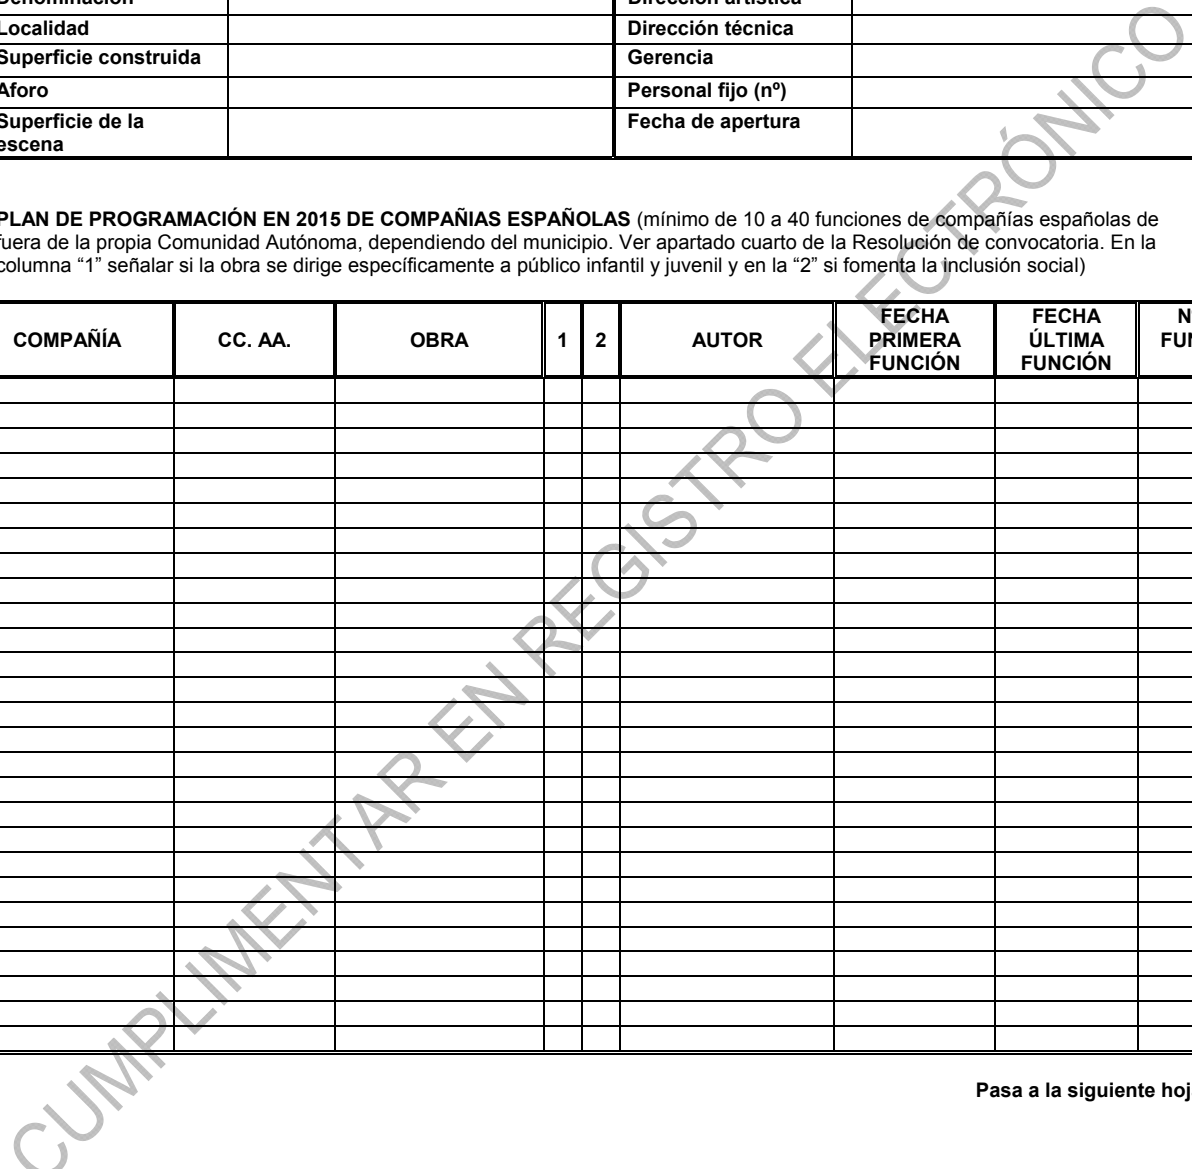 Denominación Dirección artística
Localidad Dirección técnica
Superficie construida Gerencia
Aforo Personal fijo (nº)
Superficie de la Fecha de apertura
escena
PLAN DE PROGRAMACIÓN EN 2015 DE COMPAÑIAS ESPAÑOLAS (mínimo de 10 a 40 funciones de compañías españolas de
fuera de la propia Comunidad Autónoma, dependiendo del municipio. Ver apartado cuarto de la Resolución de convocatoria. En la
columna “1” señalar si la obra se dirige específicamente a público infantil y juvenil y en la “2” si fomenta la inclusión social)
COMPAÑÍA CC. AA. OBRA 1 2 AUTOR
FECHA PRIMERA FUNCIÓN
FECHA ÚLTIMA FUNCIÓN
Pasa a la siguiente hoj
CUMPLIMENTAR EN REGISTRO ELECTRÓNICO